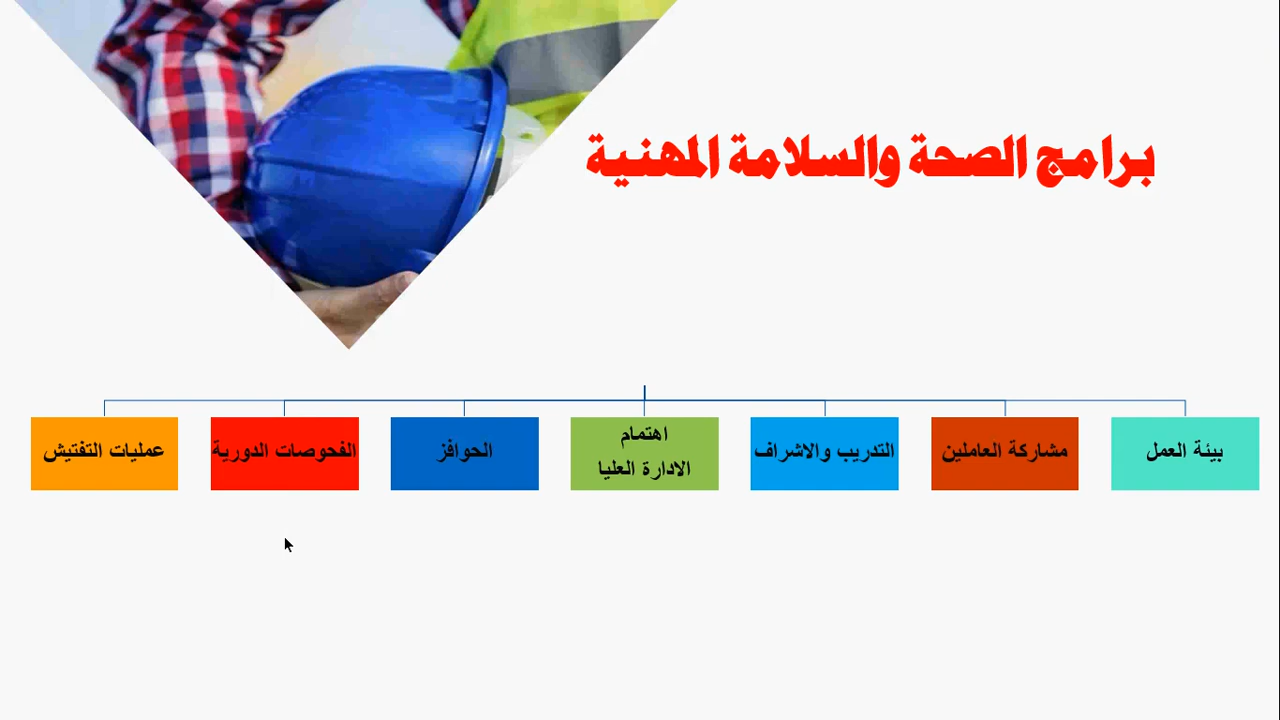 برامج الصحة والسلامة المهنية
بيئة العمل
مشاركة العاملين
التدريب والاشراف
اهتمام
الادارة العليا
الحوافز
الفحوصات الدورية
عمليات التفتيش